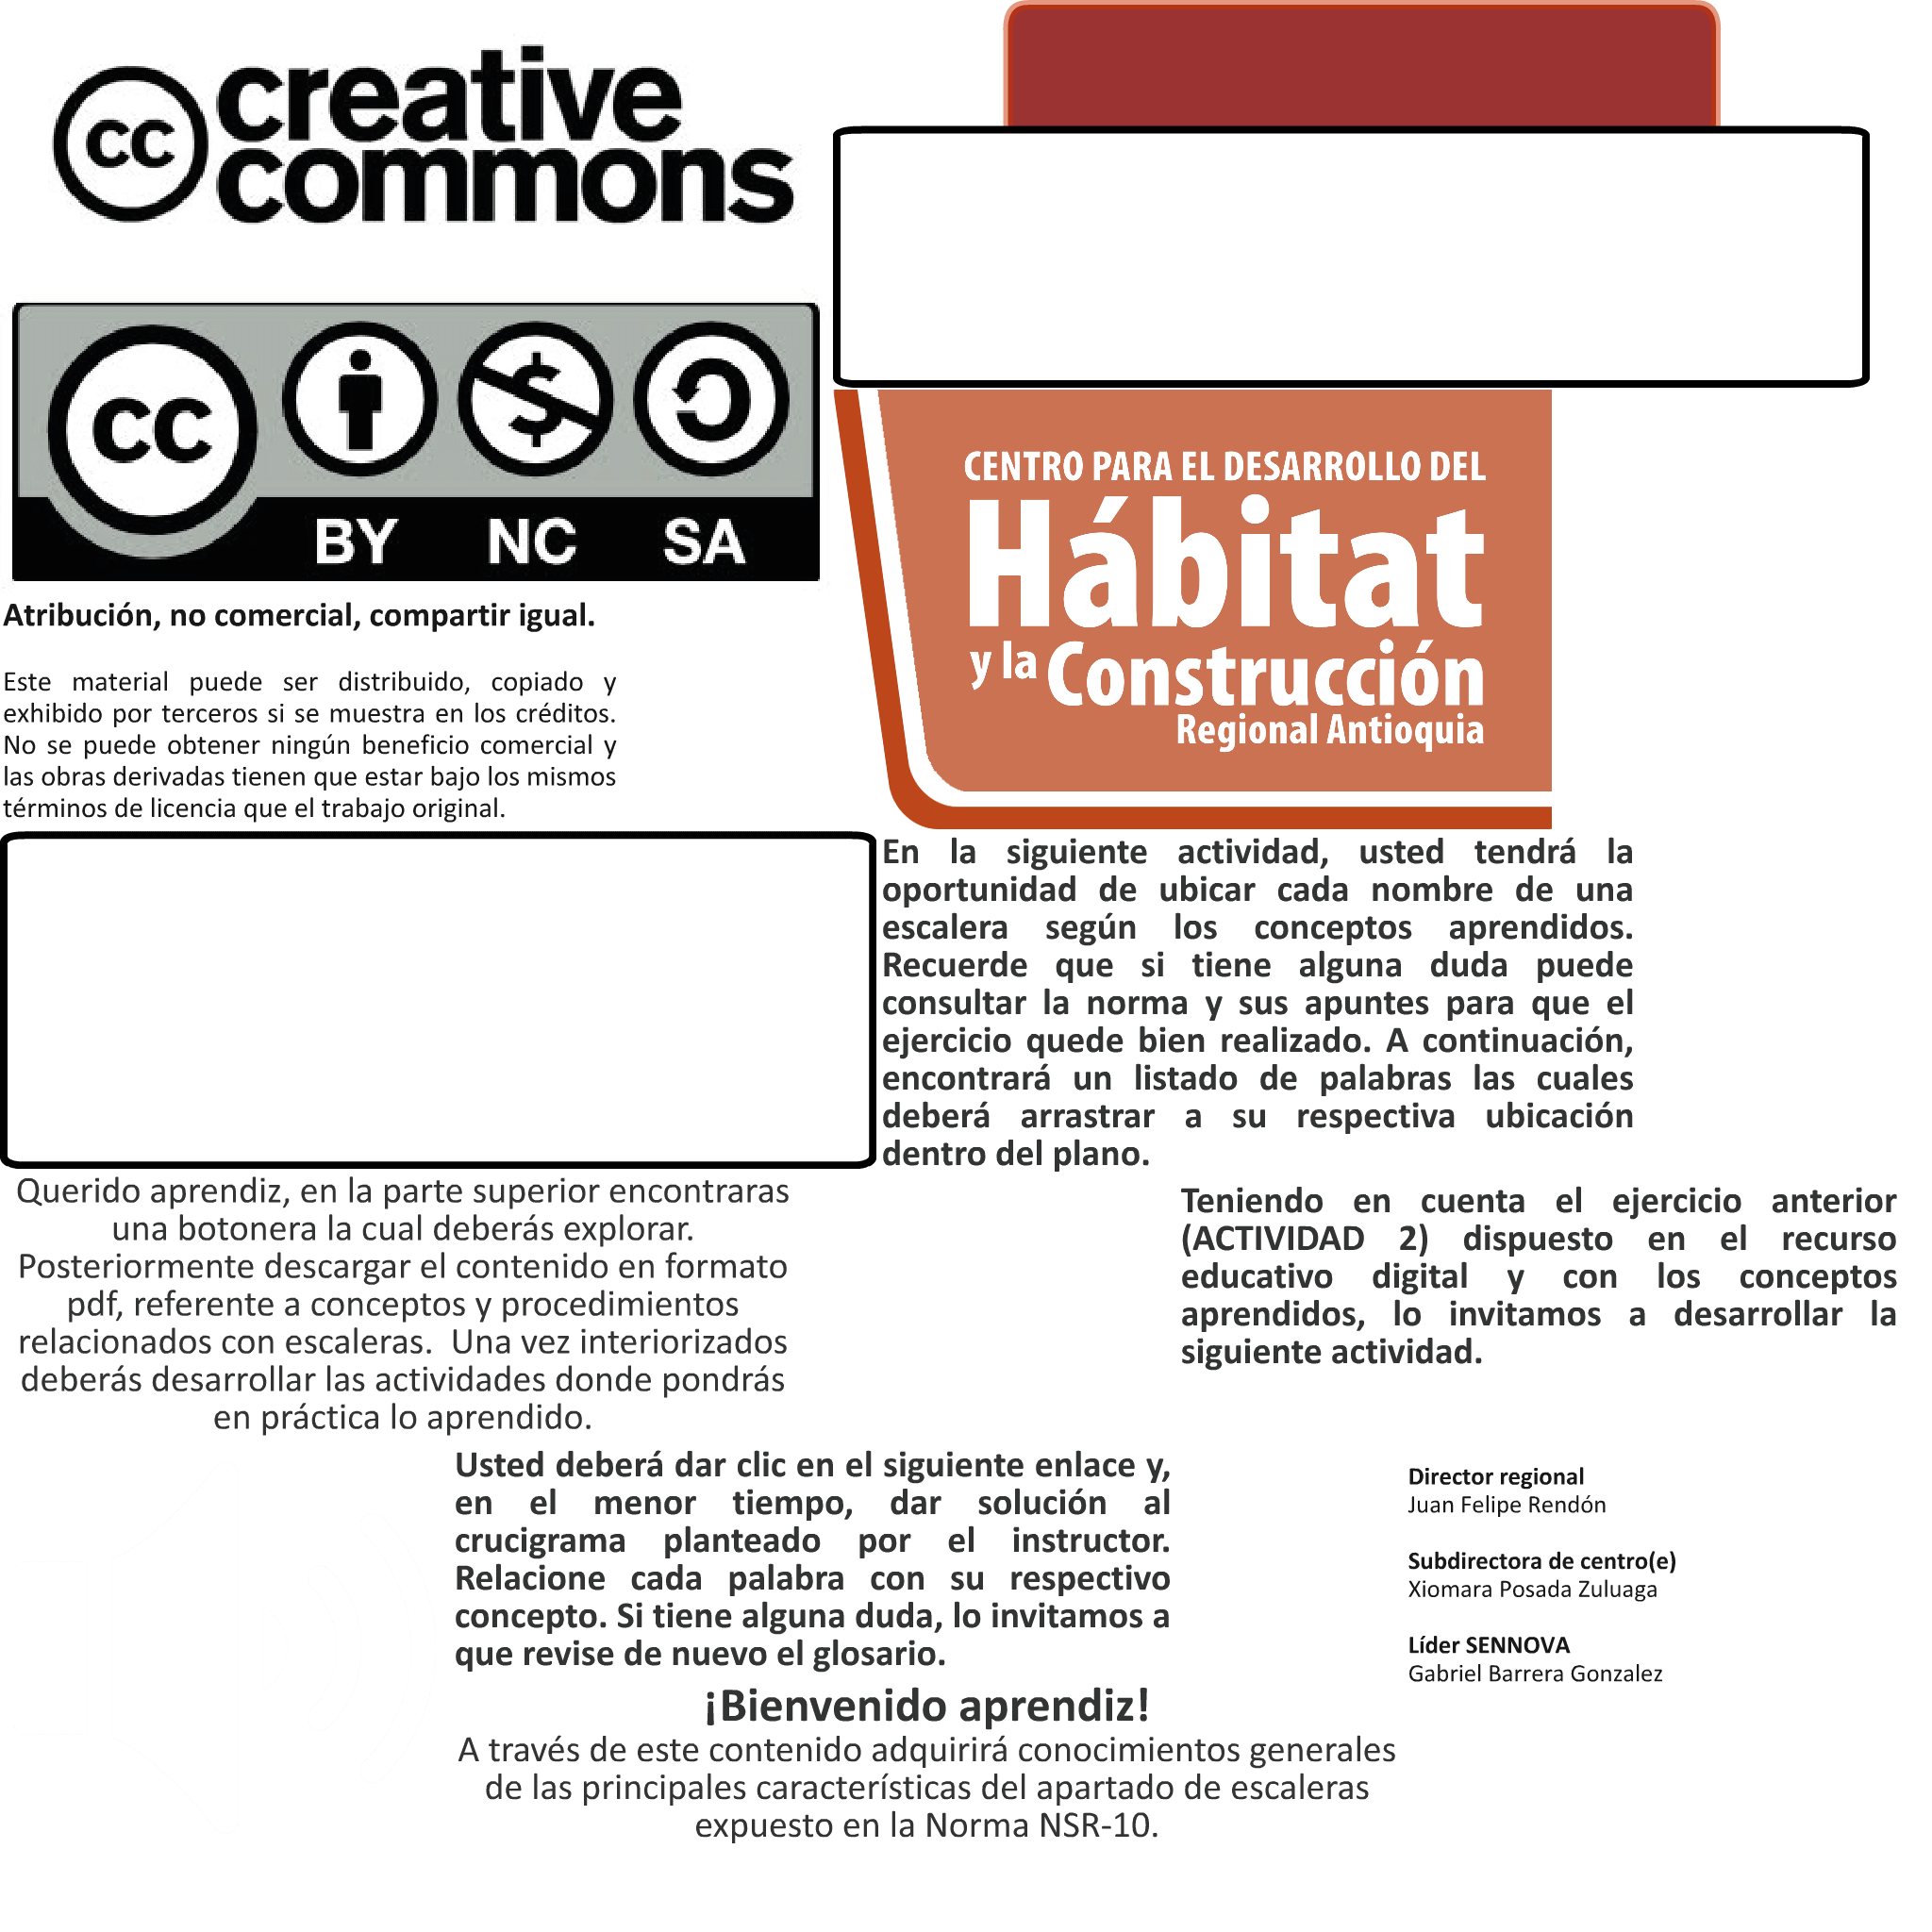 cc creative
commons
cc
BY NC SA
Atribución, no comercial, compartir igual.
Este material puede ser distribuido, copiado y
exhibido por terceros si se muestra en los créditos.
No se puede obtener ningún beneficio comercial y
las obras derivadas tienen que estar bajo los mismos
términos de licencia que el trabajo original.
CENTRO PARA EL DESARROLLO DEL
Hábitat
y la Construcción
Regional Antioquia
En la siguiente actividad, usted tendrá la
oportunidad de ubicar cada nombre de una
escalera según los conceptos aprendidos.
Recuerde que si tiene alguna duda puede
consultar la norma y sus apuntes para que el
ejercicio quede bien realizado. A continuación,
encontrará un listado de palabras las cuales
deberá arrastrar a su respectiva ubicación
dentro del plano.
Querido aprendiz, en la parte superior encontraras
una botonera la cual deberás explorar.
Posteriormente descargar el contenido en formato
pdf, referente a conceptos y procedimientos
relacionados con escaleras. Una vez interiorizados
deberás desarrollar las actividades donde pondrás
en práctica lo aprendido.
Teniendo en cuenta el ejercicio anterior
(ACTIVIDAD 2) dispuesto en el recurso
educativo digital y con los conceptos
aprendidos, lo invitamos a desarrollar la
siguiente actividad.
Usted deberá dar clic en el siguiente enlace y,
en el menor tiempo, dar solución al
crucigrama planteado por el instructor.
Relacione cada palabra con su respectivo
concepto. Si tiene alguna duda, lo invitamos a
que revise de nuevo el glosario.
Director regional
Juan Felipe Rendón
Subdirectora de centro(e)
Xiomara Posada Zuluaga
Líder SENNOVA
Gabriel Barrera Gonzalez
¡Bienvenido aprendiz!
A través de este contenido adquirirá conocimientos generales
de las principales características del apartado de escaleras
expuesto en la Norma NSR-10.